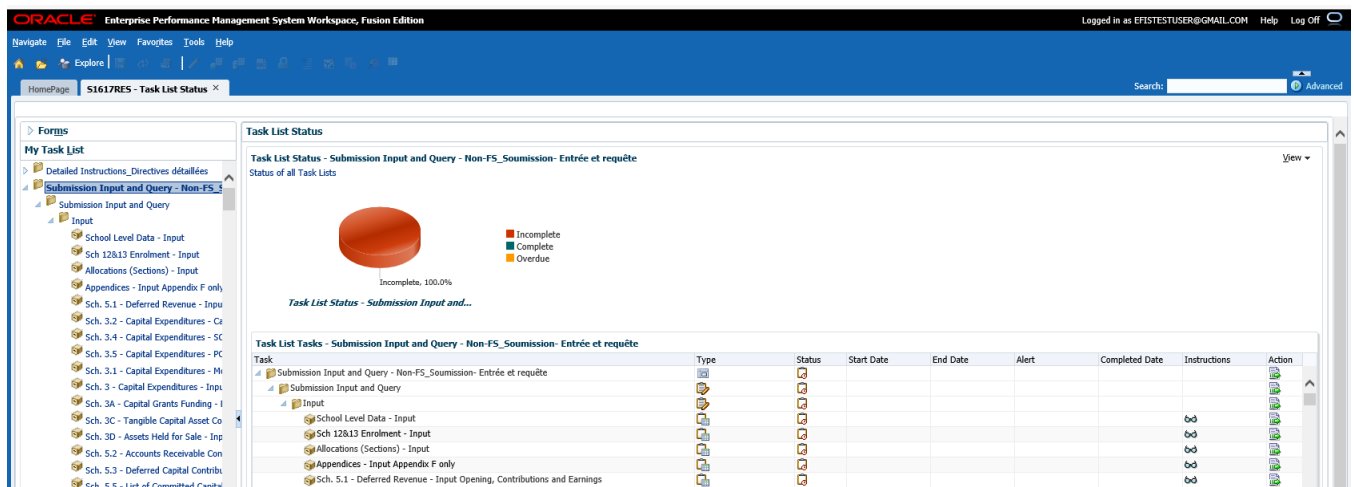 ORACLE® Enterprise Performance Management System Workspace, Fusion Edition Logged in as EFISTESTUSER@GMAIL.COM Help Log Off
Navigate File Edit View Favorites Tools Help
Explore
HomePage S1617RES - Task List Status × Search: Advanced
Forms
My Task List
Detailed Instructions_Directives détaillées
Submission Input and Query - Non-FS_S
Submission Input and Query
Input
School Level Data - Input
Sch 12&13 Enrolment - Input
Allocations (Sections) - Input
Appendices - Input Appendix F only
Sch. 5.1 - Deferred Revenue - Inpu
Sch. 3.2 - Capital Expenditures - Ca
Sch. 3.4 - Capital Expenditures - SC
Sch. 3.5 - Capital Expenditures - PO
Sch. 3.1 - Capital Expenditures - Mo
Sch. 3 - Capital Expenditures - Inpu
Sch. 3A - Capital Grants Funding - I
Sch. 3C - Tangible Capital Asset Co
Sch. 3D - Assets Held for Sale - Inp
Sch. 5.2 - Accounts Receivable Con
Sch. 5.3 - Deferred Capital Contribu
Sch. 5.5 - List of Committed Capital
Task List Status
Task List Status - Submission Input and Query - Non-FS_Soumission- Entrée et requête View
Status of all Task Lists
Incomplete
Complete
Overdue
Incomplete, 100.0%
Task List Status - Submission Input and...
Task List Tasks - Submission Input and Query - Non-FS_Soumission- Entrée et requête
Task Type Status Start Date End Date Alert Completed Date Instructions Action
Submission Input and Query - Non-FS_Soumission- Entrée et requête
Submission Input and Query
Input
School Level Data - Input
Sch 12&13 Enrolment - Input
Allocations (Sections) - Input
Appendices - Input Appendix F only
Sch. 5.1 - Deferred Revenue - Input Opening, Contributions and Earnings